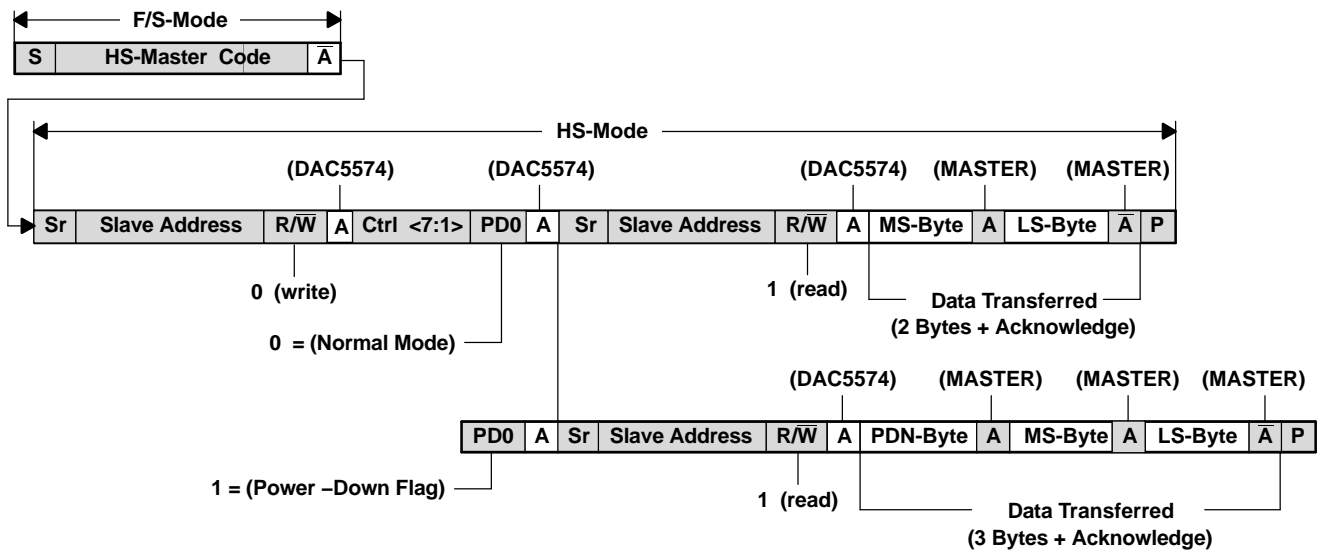 F/S-Mode
S HS-Master Code A̅
HS-Mode
(DAC5574) (DAC5574) (DAC5574) (MASTER) (MASTER)
Sr Slave Address R/W̅ A Ctrl <7:1> PD0 A Sr Slave Address R/W̅ A MS-Byte A LS-Byte A̅ P
0 (write) 1 (read) Data Transferred
(2 Bytes + Acknowledge)
0 = (Normal Mode)
(DAC5574) (MASTER) (MASTER) (MASTER)
PD0 A Sr Slave Address R/W̅ A PDN-Byte A MS-Byte A LS-Byte A̅ P
1 = (Power −Down Flag) 1 (read) Data Transferred
(3 Bytes + Acknowledge)